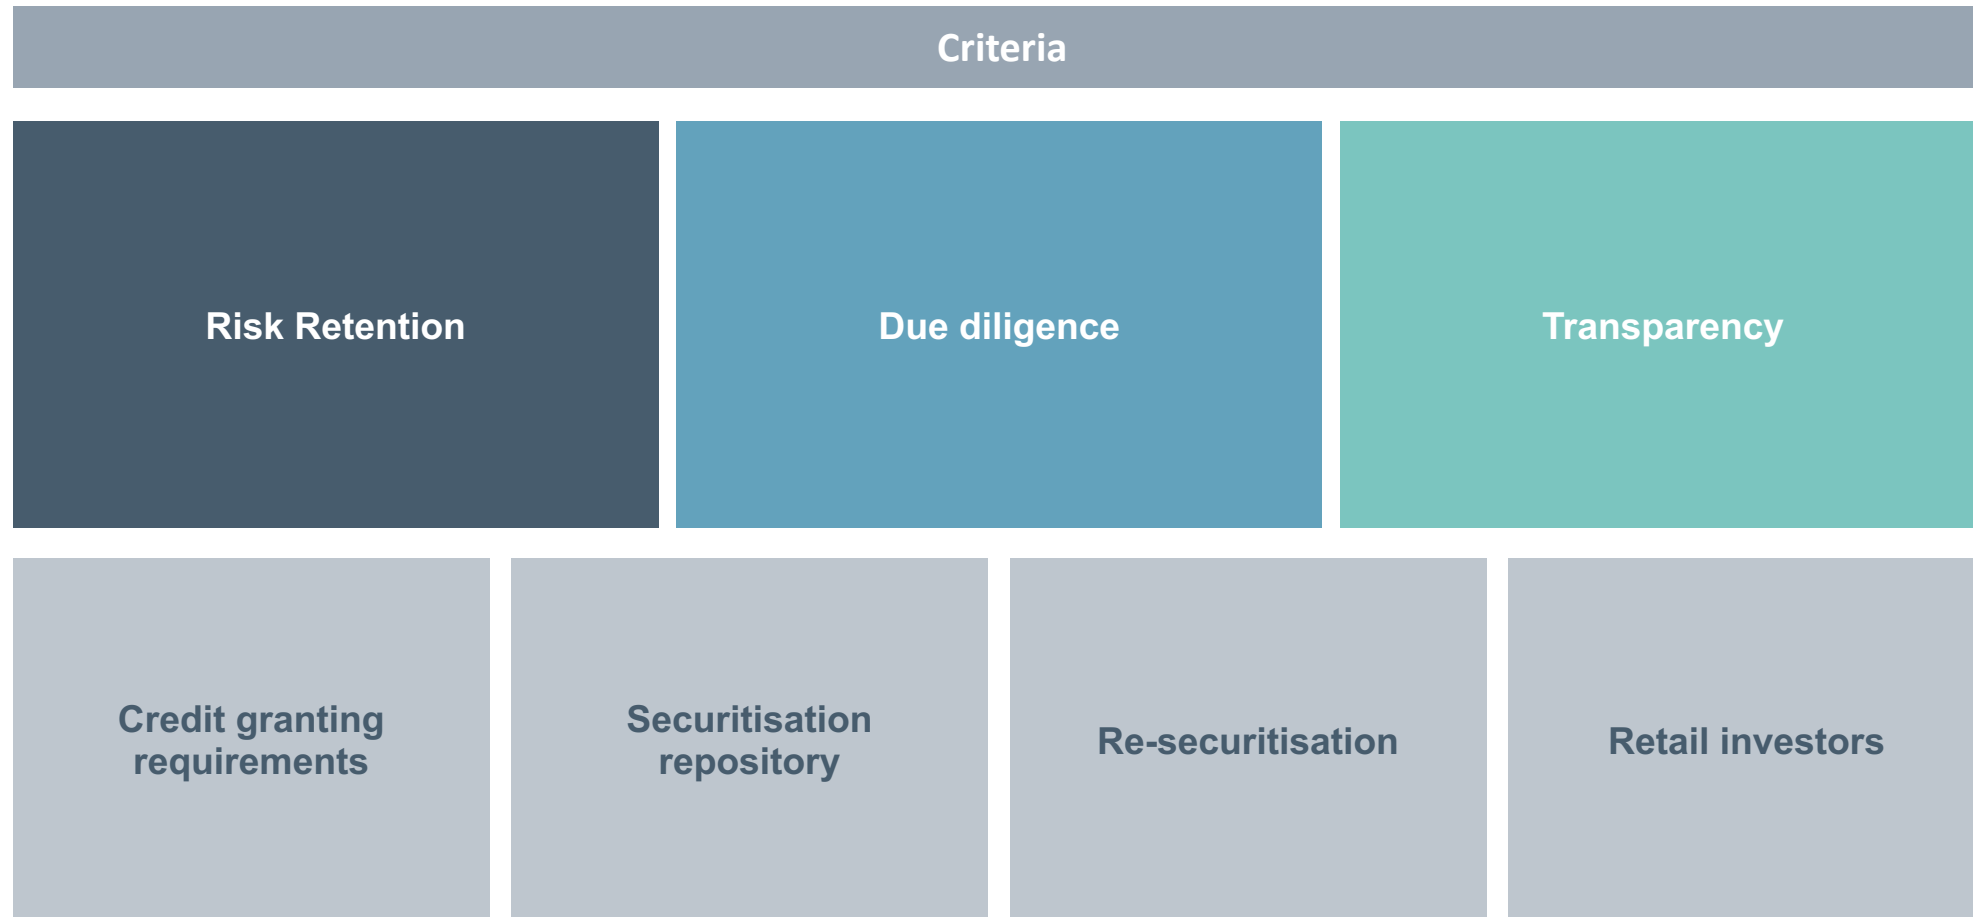 Criteria
Risk Retention
Due diligence
Transparency
Credit granting
requirements
Securitisation
repository
Re-securitisation
Retail investors